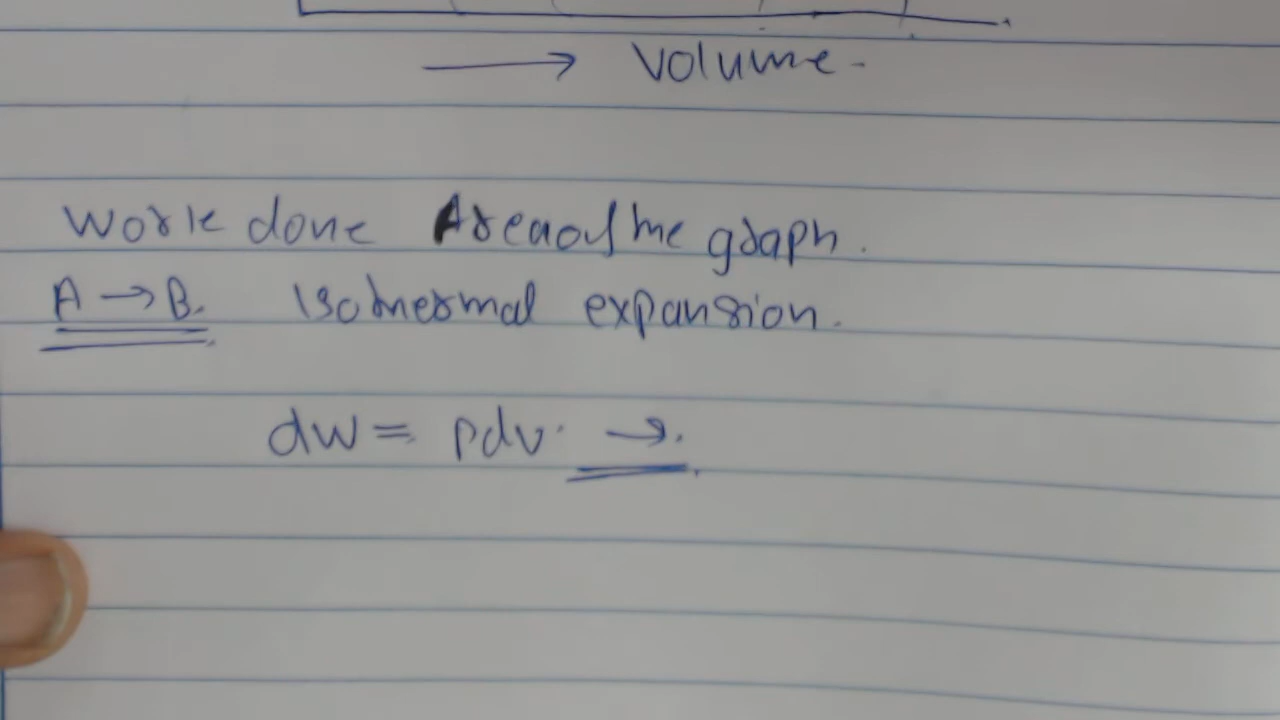 → Volume.
Work done Area of the graph.
A → B. Isothermal expansion.
dw = pdv. →.